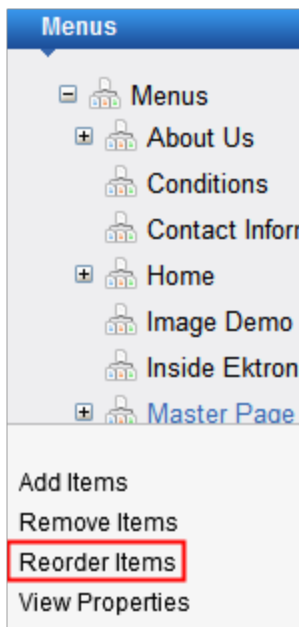 Menus
Menus
About Us
Conditions
Contact
Home
Image Demo
Inside Ektron
Master Page
Add Items
Remove Items
Reorder Items
View Properties